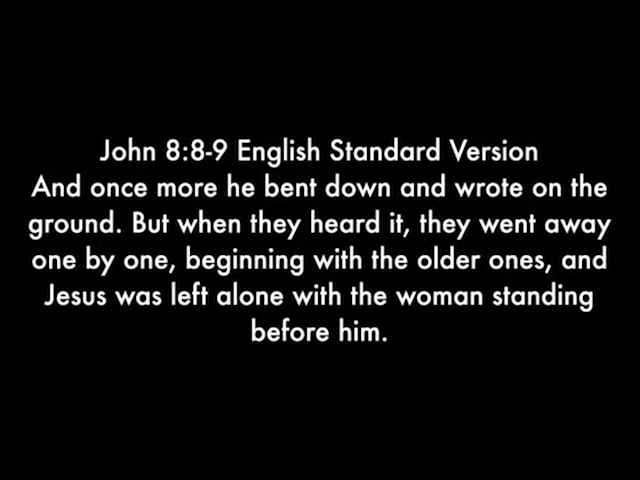 John 8:8-9 English Standard Version
And once more he bent down and wrote on the
ground. But when they heard it, they went away
one by one, beginning with the older ones, and
Jesus was left alone with the woman standing
before him.